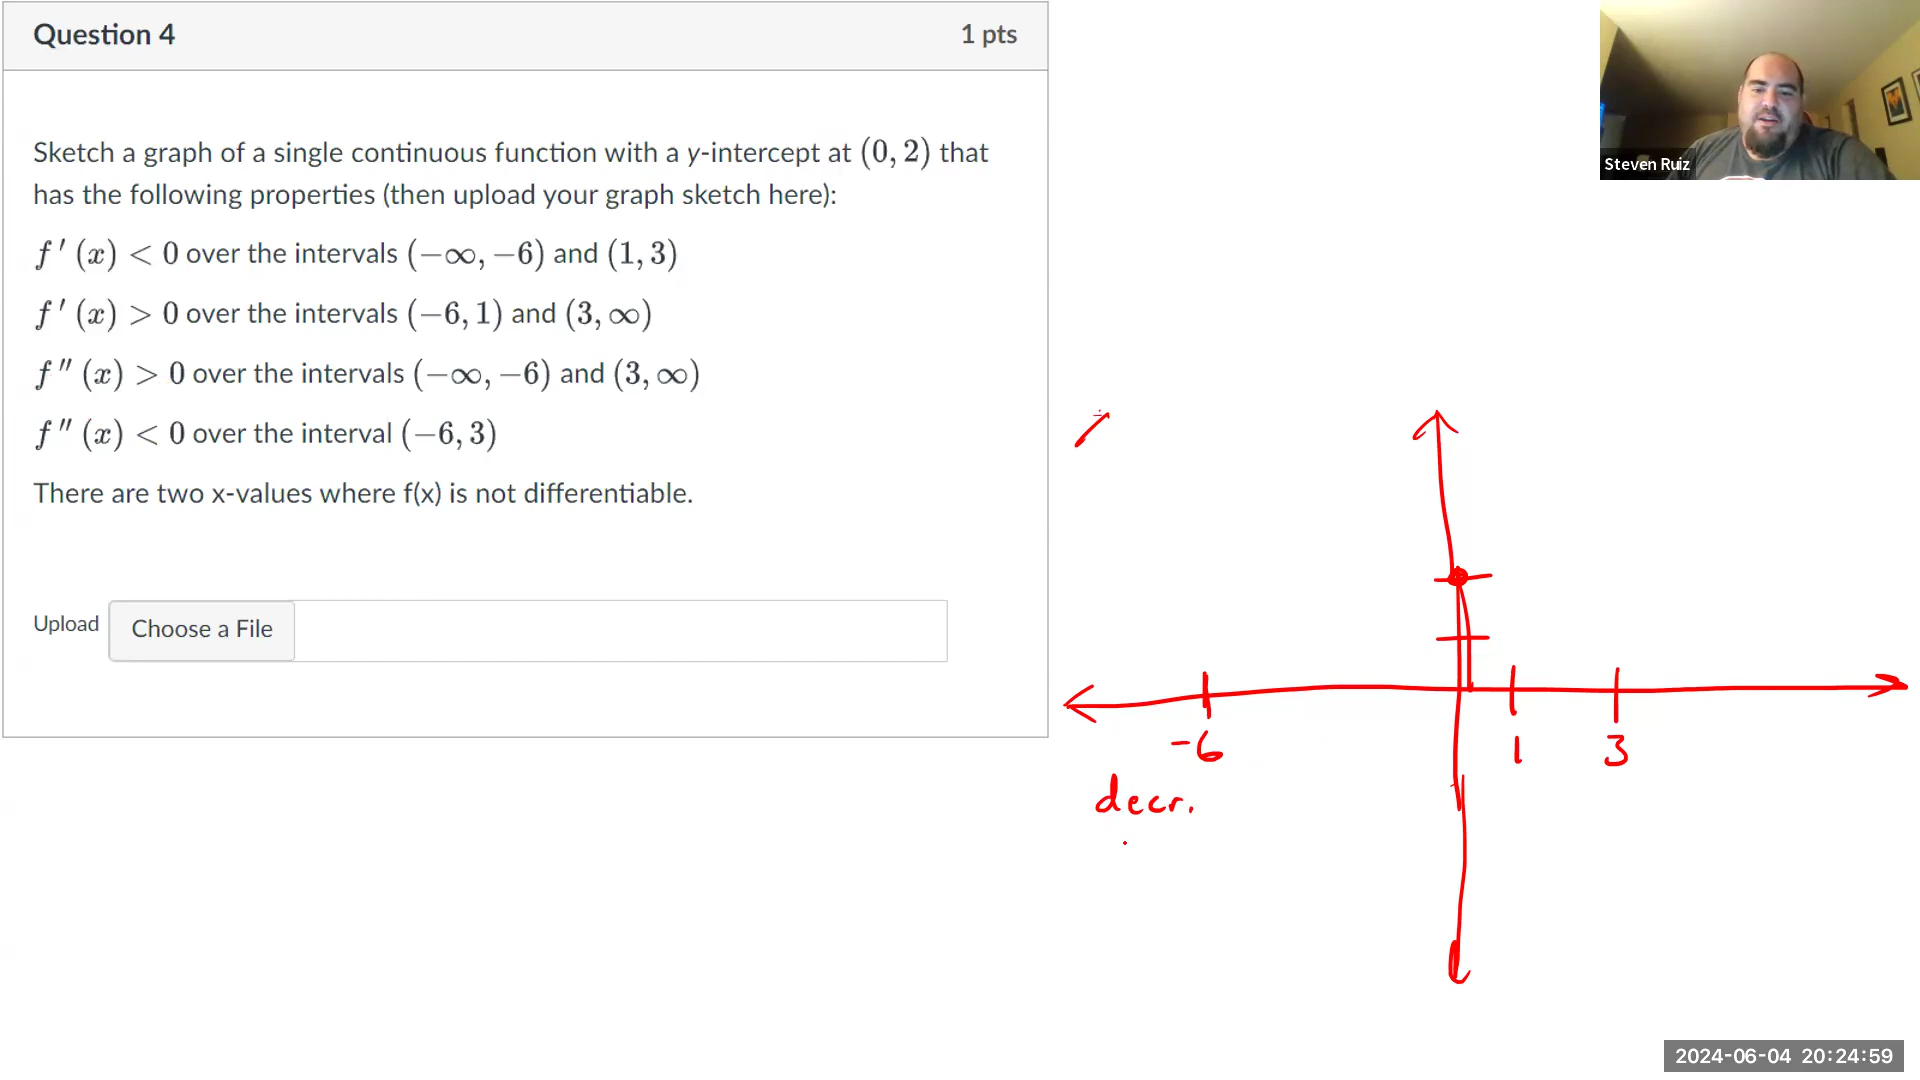 Question 4
1 pts
Sketch a graph of a single continuous function with a y-intercept at (0, 2) that
has the following properties (then upload your graph sketch here):
f ′ (x) < 0 over the intervals (−∞, −6) and (1, 3)
f ′ (x) > 0 over the intervals (−6, 1) and (3, ∞)
f ″ (x) > 0 over the intervals (−∞, −6) and (3, ∞)
f ″ (x) < 0 over the interval (−6, 3)
There are two x-values where f(x) is not differentiable.
Upload
Choose a File
Steven Ruiz
-6
1
3
decr.
2024-06-04 20:24:59